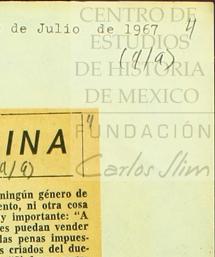 CENTRO DE
de Julio de 1967
ESTUDIOS
DE HISTORIA
DE MEXICO
INA
FUNDACIÓN
Carlos Slim
ningún género de
ento, ni otra cosa
y importante: “A
es puedan vender
las penas impues-
s criados del due-